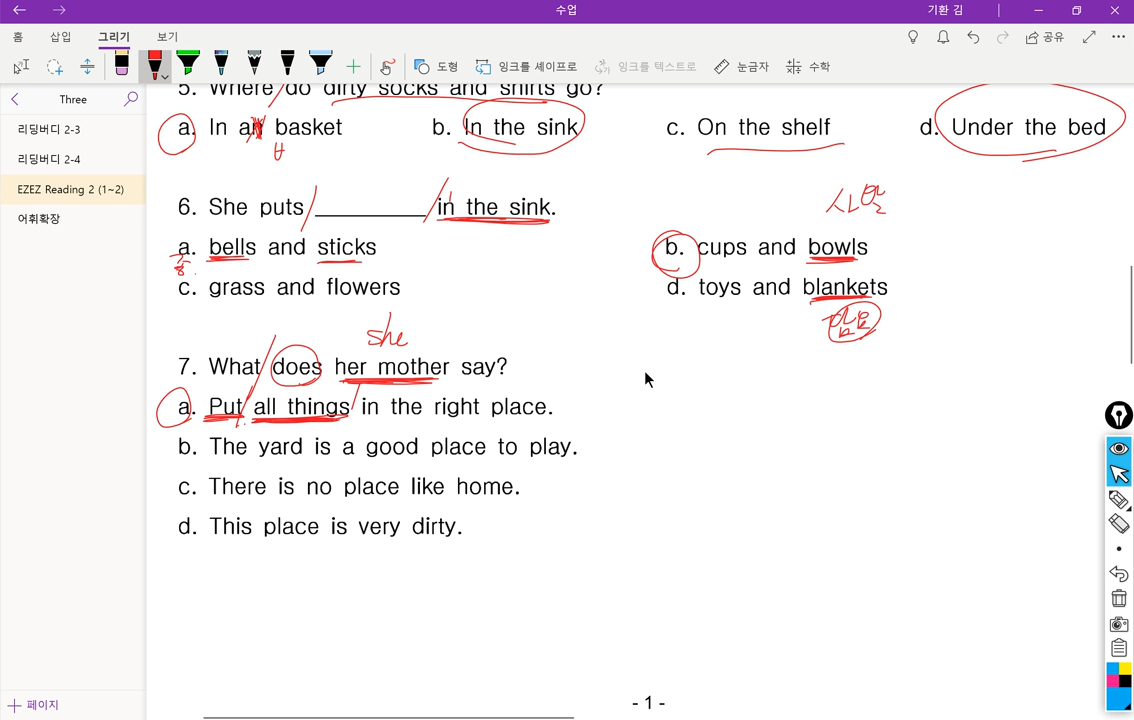 수업
기환 김
홈 삽입 그리기 보기
공유
도형 잉크를 셰이프로 잉크를 텍스트로 눈금자 수학
Three
리딩버디 2-3
리딩버디 2-4
EZEZ Reading 2 (1~2)
어휘확장
페이지
5. Where do dirty socks and shirts go?
a. In an basket b. In the sink c. On the shelf d. Under the bed
a
사발
6. She puts __________ in the sink.
a. bells and sticks b. cups and bowls
종
c. grass and flowers d. toys and blankets
담요
she
7. What does her mother say?
a. Put all things in the right place.
b. The yard is a good place to play.
c. There is no place like home.
d. This place is very dirty.
- 1 -